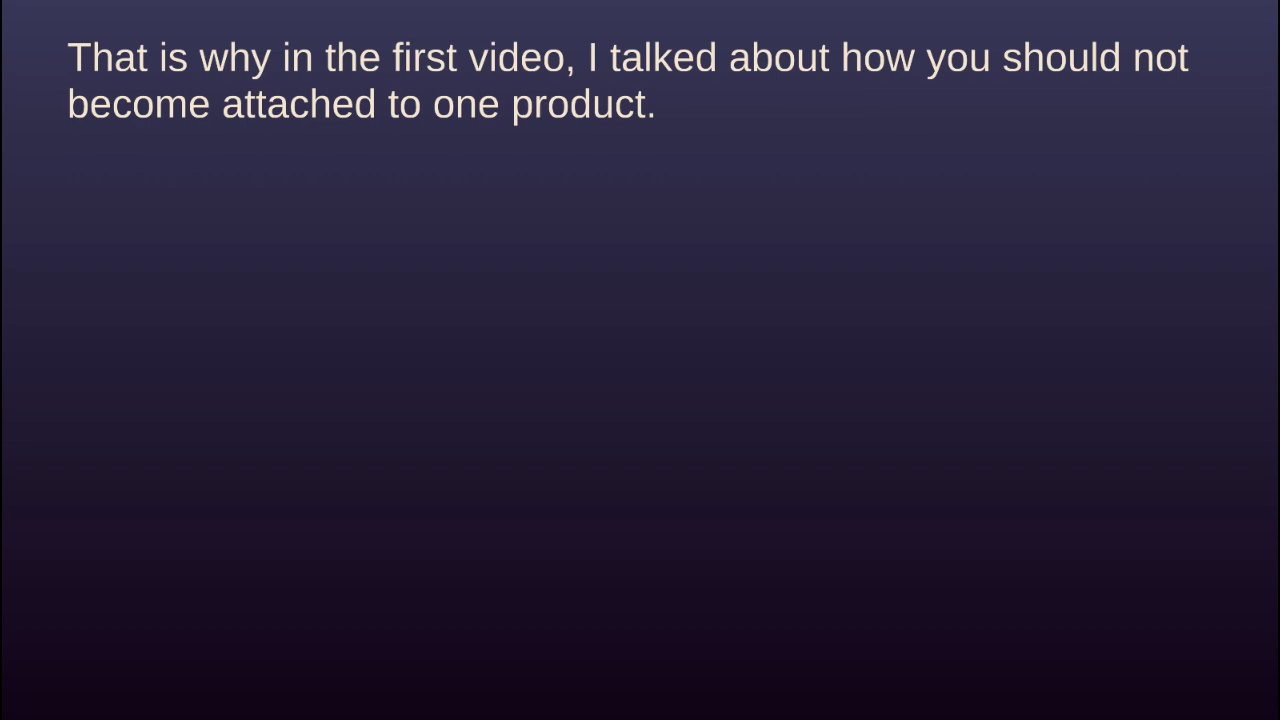 That is why in the first video, I talked about how you should not
become attached to one product.